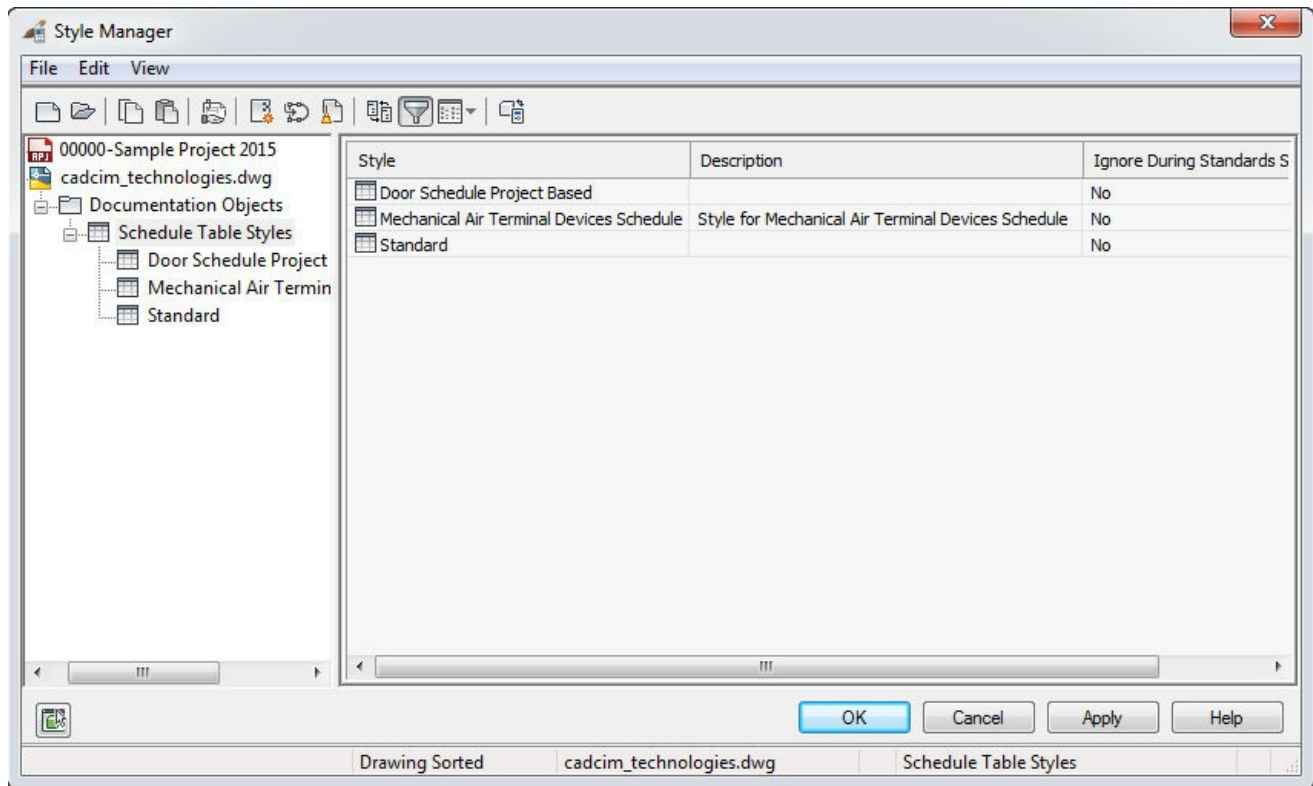 Style Manager
File Edit View
00000-Sample Project 2015
cadcim_technologies.dwg
Documentation Objects
Schedule Table Styles
Door Schedule Project
Mechanical Air Termin
Standard
Style Description Ignore During Standards S
Door Schedule Project Based No
Mechanical Air Terminal Devices Schedule Style for Mechanical Air Terminal Devices Schedule No
Standard No
OK Cancel Apply Help
Drawing Sorted cadcim_technologies.dwg Schedule Table Styles